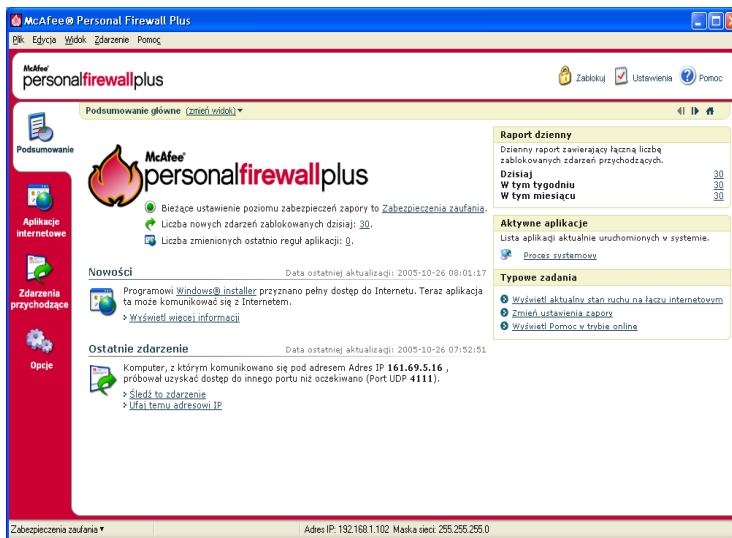 McAfee® Personal Firewall Plus
Plik Edycja Widok Zdarzenie Pomoc
McAfee®
personalfirewallplus
Zablokuj Ustawienia Pomoc
Podsumowanie główne (zmień widok)
Podsumowanie
Aplikacje
internetowe
Zdarzenia
przychodzące
Opcje
McAfee®
personalfirewallplus
Bieżące ustawienie poziomu zabezpieczeń zapory to Zabezpieczenia zaufania.
Liczba nowych zdarzeń zablokowanych dzisiaj: 30.
Liczba zmienionych ostatnio reguł aplikacji: 0.
Nowości Data ostatniej aktualizacji: 2005-10-26 08:01:17
Programowi Windows® installer przyznano pełny dostęp do Internetu. Teraz aplikacja
ta może komunikować się z Internetem.
Wyświetl więcej informacji
Ostatnie zdarzenie Data ostatniej aktualizacji: 2005-10-26 07:52:51
Komputer, z którym komunikowano się pod adresem Adres IP 161.69.5.16 ,
próbował uzyskać dostęp do innego portu niż oczekiwano (Port UDP 4111).
Śledź to zdarzenie
Ufaj temu adresowi IP
Raport dzienny
Dzienny raport zawierający łączną liczbę
zablokowanych zdarzeń przychodzących.
Dzisiaj 30
W tym tygodniu 30
W tym miesiącu 30
Aktywne aplikacje
Lista aplikacji aktualnie uruchomionych w systemie.
Proces systemowy
Typowe zadania
Wyświetl aktualny stan ruchu na łączu internetowym
Zmień ustawienia zapory
Wyświetl Pomoc w trybie online
Zabezpieczenia zaufania Adres IP: 192.168.1.102 Maska sieci: 255.255.255.0